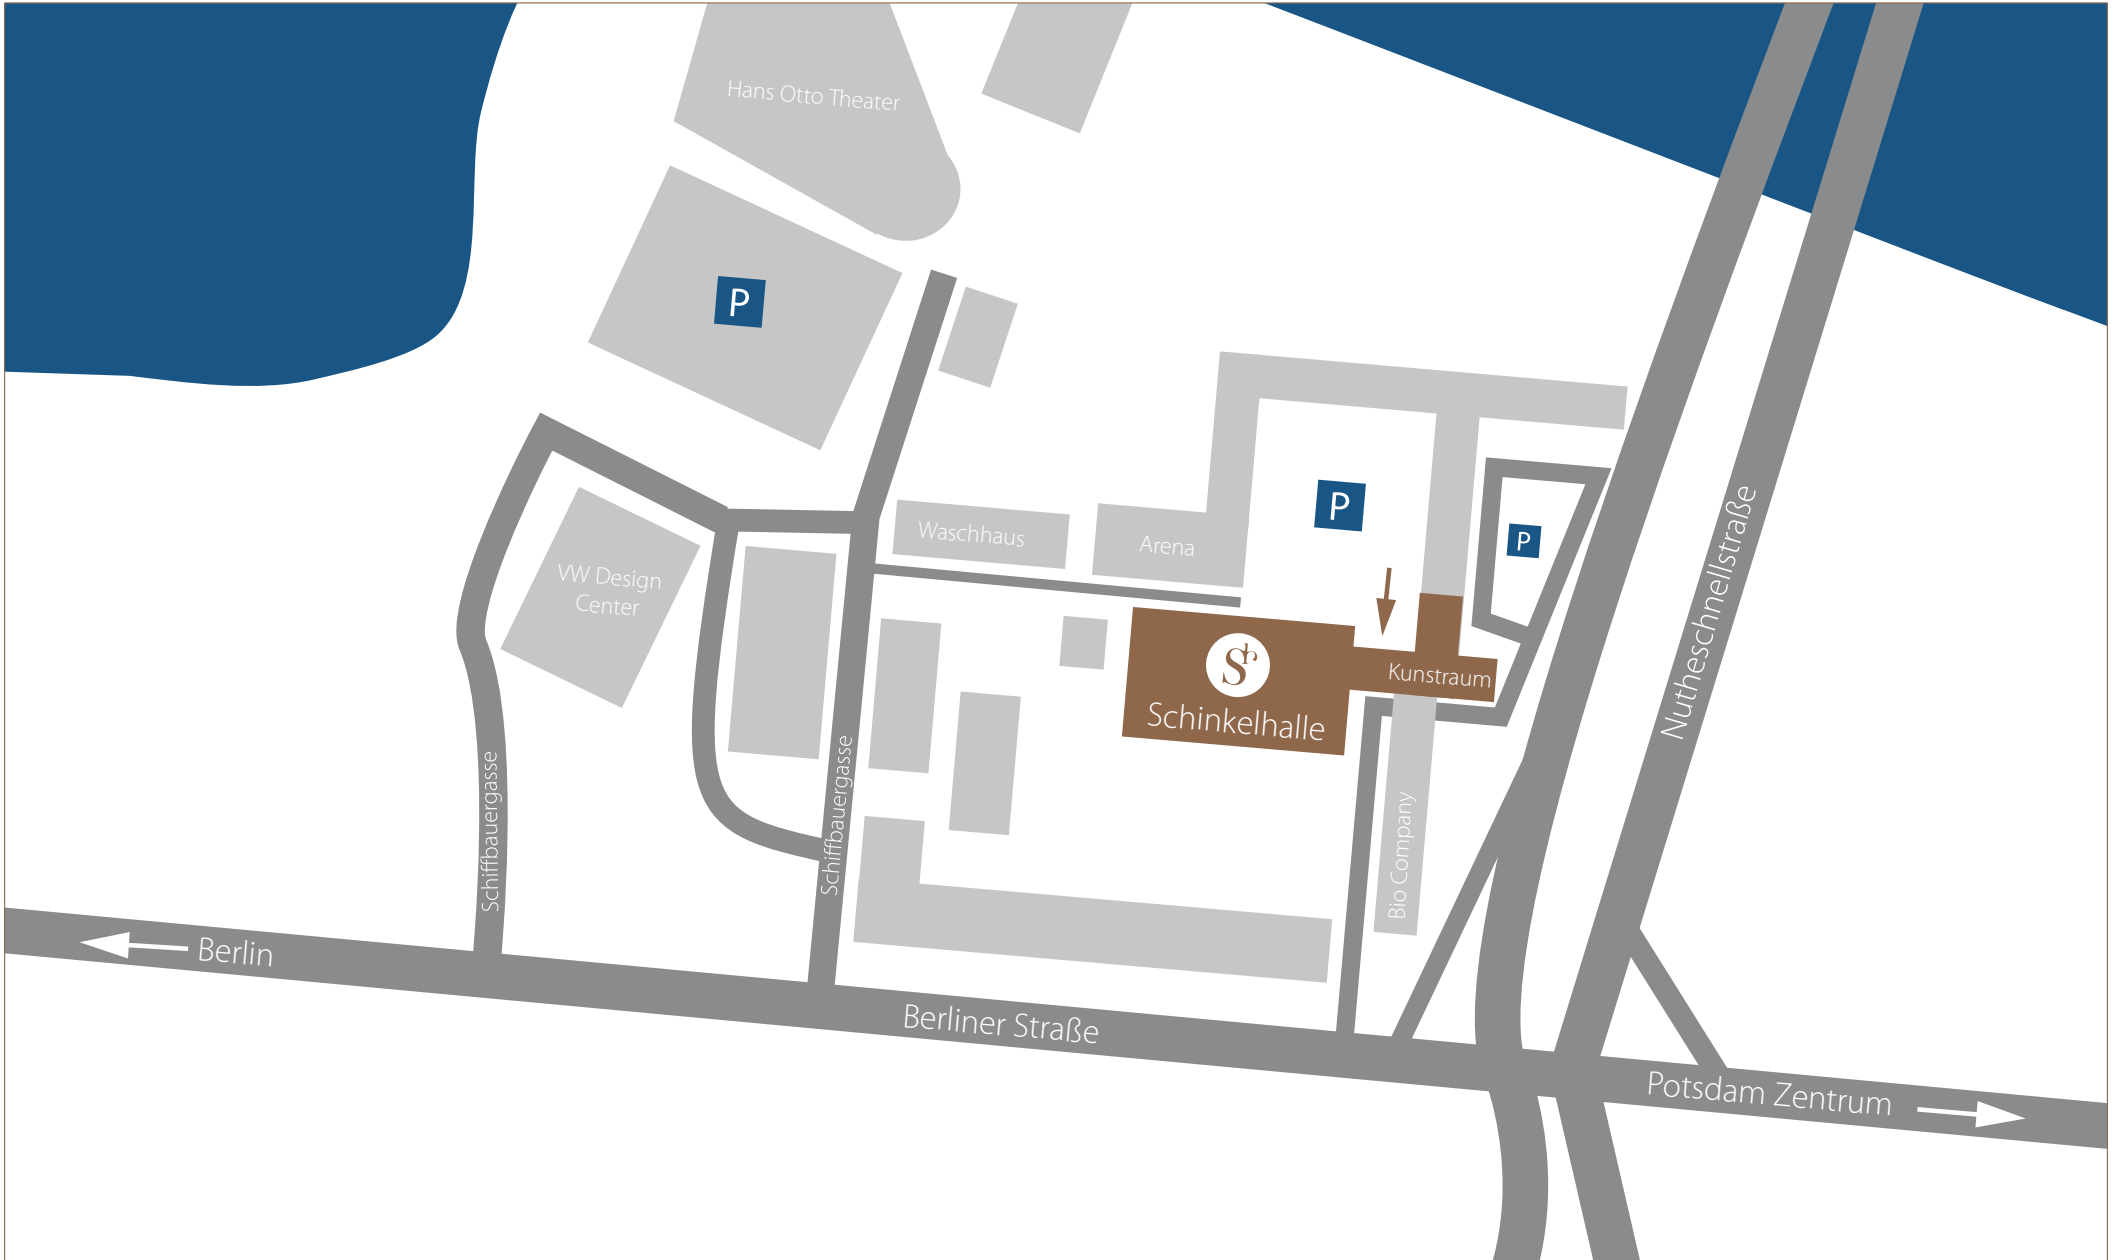 Hans Otto Theater
P
P
Waschhaus
Arena
P
VW Design
Center
Nutheschnellstraße
Sr
Kunstraum
Schinkelhalle
Schiffbauergasse
Schiffbauergasse
Bio Company
Berlin
Berliner Straße
Potsdam Zentrum